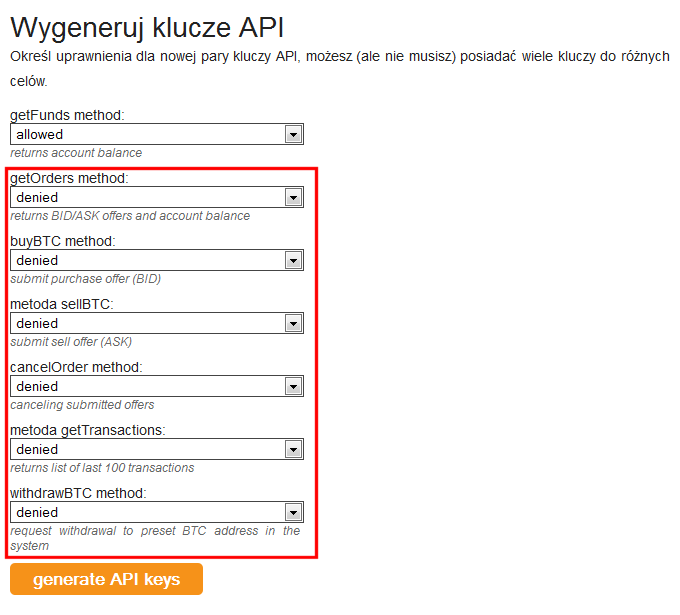 Wygeneruj klucze API
Określ uprawnienia dla nowej pary kluczy API, możesz (ale nie musisz) posiadać wiele kluczy do różnych
celów.
getFunds method:
allowed
returns account balance
getOrders method:
denied
returns BID/ASK offers and account balance
buyBTC method:
denied
submit purchase offer (BID)
metoda sellBTC:
denied
submit sell offer (ASK)
cancelOrder method:
denied
canceling submitted offers
metoda getTransactions:
denied
returns list of last 100 transactions
withdrawBTC method:
denied
request withdrawal to preset BTC address in the
system
generate API keys